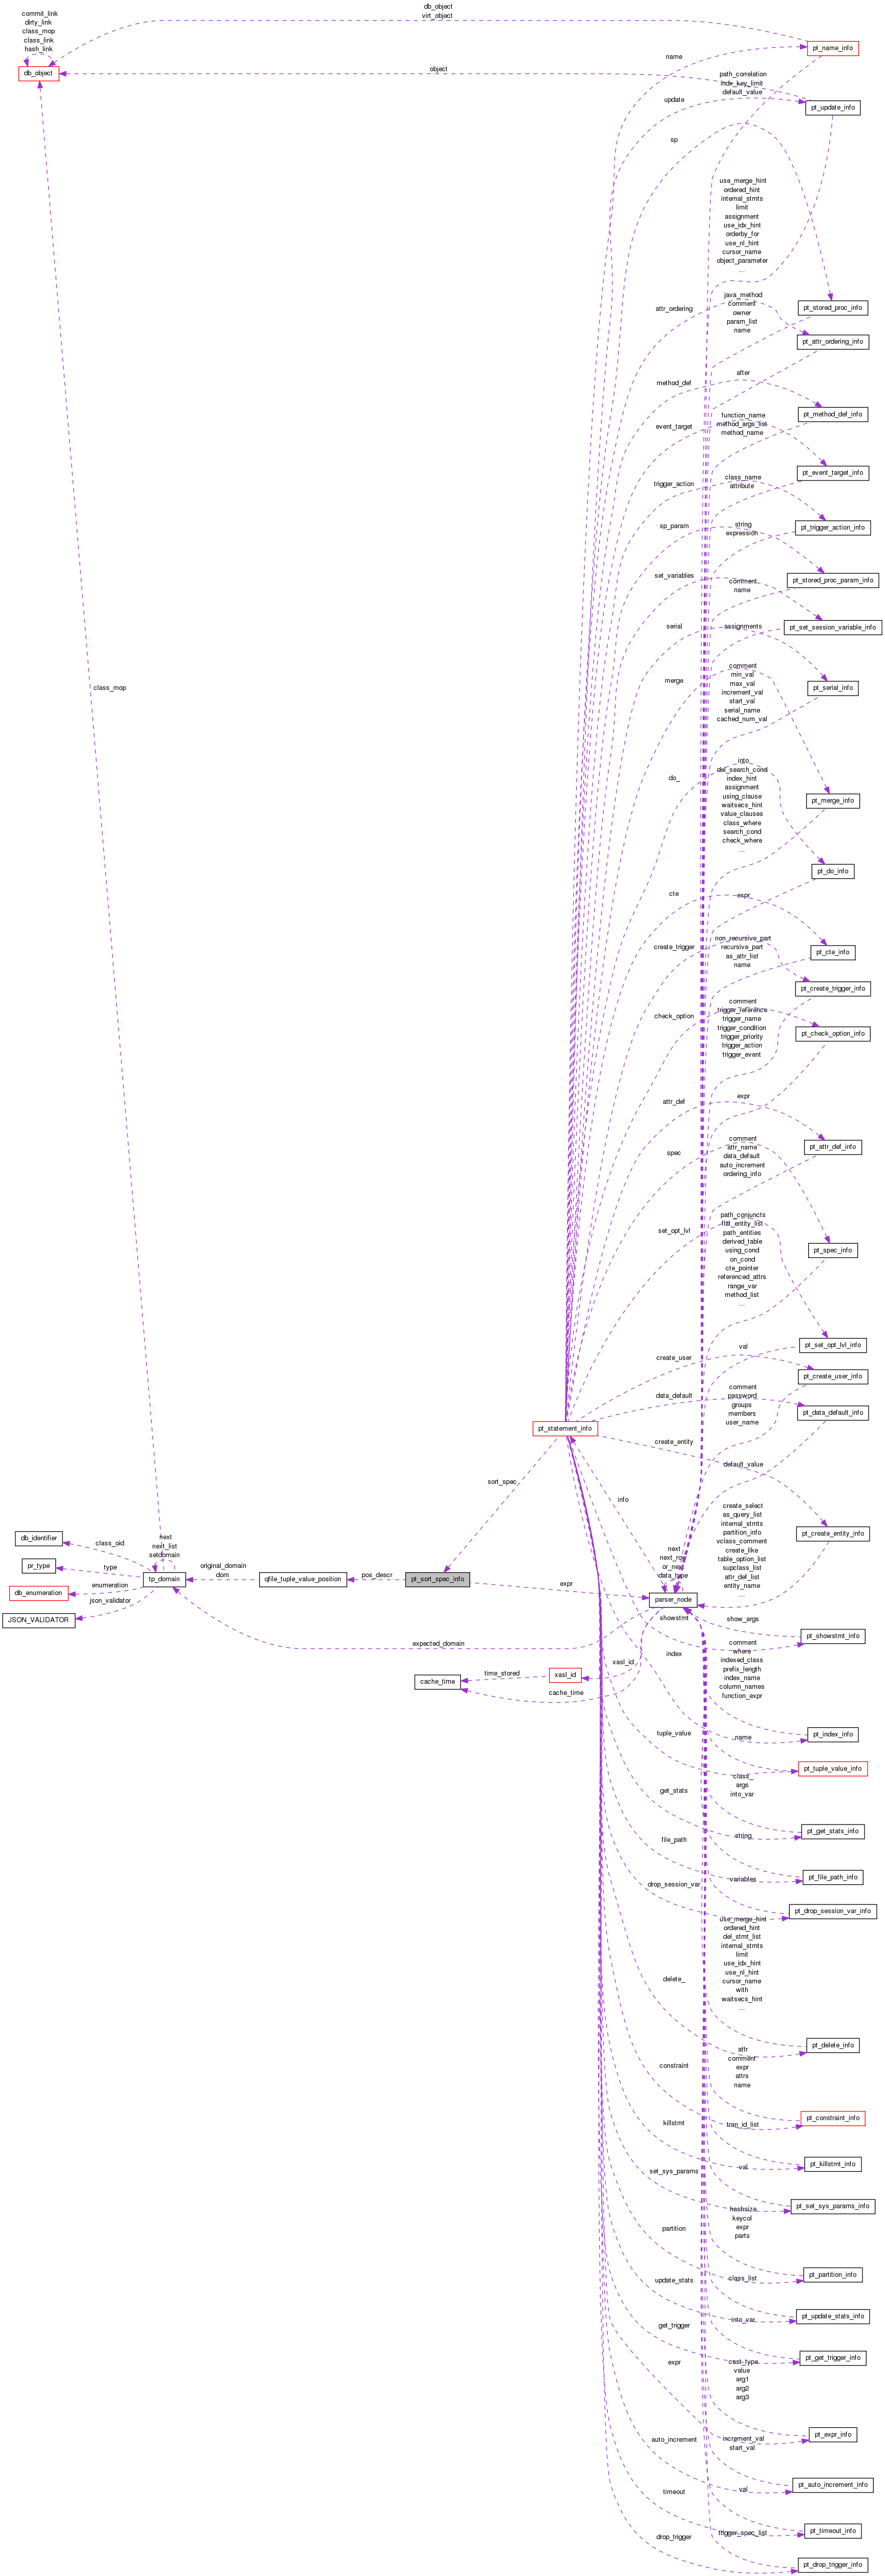 commit_link
dirty_link
class_mop
class_link
hash_link
db_object
db_object
virt_object
object
name
pt_name_info
path_correlation
indx_key_limit
default_value
update
pt_update_info
sp
use_merge_hint
ordered_hint
internal_stmts
limit
assignment
use_idx_hint
orderby_for
use_nl_hint
cursor_name
object_parameter
...
pt_stored_proc_info
attr_ordering
java_method
comment
owner
param_list
name
pt_attr_ordering_info
method_def
after
pt_method_def_info
event_target
function_name
method_args_list
method_name
pt_event_target_info
trigger_action
class_name
attribute
pt_trigger_action_info
sp_param
string
expression
pt_stored_proc_param_info
set_variables
comment
name
pt_set_session_variable_info
serial
assignments
pt_serial_info
class_mop
merge
comment
min_val
max_val
increment_val
start_val
serial_name
cached_num_val
pt_merge_info
do_
into_
del_search_cond
index_hint
assignment
using_clause
waitsecs_hint
value_clauses
class_where
search_cond
check_where
...
pt_do_info
cte
expr
pt_cte_info
create_trigger
non_recursive_part
recursive_part
as_attr_list
name
pt_create_trigger_info
check_option
comment
trigger_reference
trigger_name
trigger_condition
trigger_priority
trigger_action
trigger_event
pt_check_option_info
attr_def
expr
pt_attr_def_info
spec
comment
attr_name
data_default
auto_increment
ordering_info
pt_spec_info
set_opt_lvl
path_conjuncts
flat_entity_list
path_entities
derived_table
using_cond
on_cond
cte_pointer
referenced_attrs
range_var
method_list
...
pt_set_opt_lvl_info
create_user
val
pt_create_user_info
data_default
comment
password
groups
members
user_name
pt_data_default_info
pt_statement_info
create_entity
default_value
sort_spec
info
create_select
as_query_list
internal_stmts
partition_info
vclass_comment
create_like
table_option_list
supclass_list
attr_def_list
entity_name
...
pt_create_entity_info
db_identifier
class_oid
pr_type
type
db_enumeration
enumeration
JSON_VALIDATOR
json_validator
next
next_list
setdomain
tp_domain
original_domain
dom
qfile_tuple_value_position
pos_descr
pt_sort_spec_info
expr
next
next_row
or_next
data_type
parser_node
expected_domain
showstmt
show_args
pt_showstmt_info
cache_time
time_stored
xasl_id
xasl_id
cache_time
index
comment
where
indexed_class
prefix_length
index_name
column_names
function_expr
pt_index_info
tuple_value
name
pt_tuple_value_info
get_stats
class_
args
into_var
pt_get_stats_info
file_path
string
pt_file_path_info
drop_session_var
variables
pt_drop_session_var_info
delete_
use_merge_hint
ordered_hint
del_stmt_list
internal_stmts
limit
use_idx_hint
use_nl_hint
cursor_name
with
waitsecs_hint
...
pt_delete_info
constraint
attr
comment
expr
attrs
name
pt_constraint_info
killstmt
tran_id_list
pt_killstmt_info
set_sys_params
val
pt_set_sys_params_info
partition
hashsize
keycol
expr
parts
pt_partition_info
update_stats
class_list
pt_update_stats_info
get_trigger
into_var
pt_get_trigger_info
expr
cast_type
value
arg1
arg2
arg3
pt_expr_info
auto_increment
increment_val
start_val
pt_auto_increment_info
timeout
val
pt_timeout_info
drop_trigger
trigger_spec_list
pt_drop_trigger_info